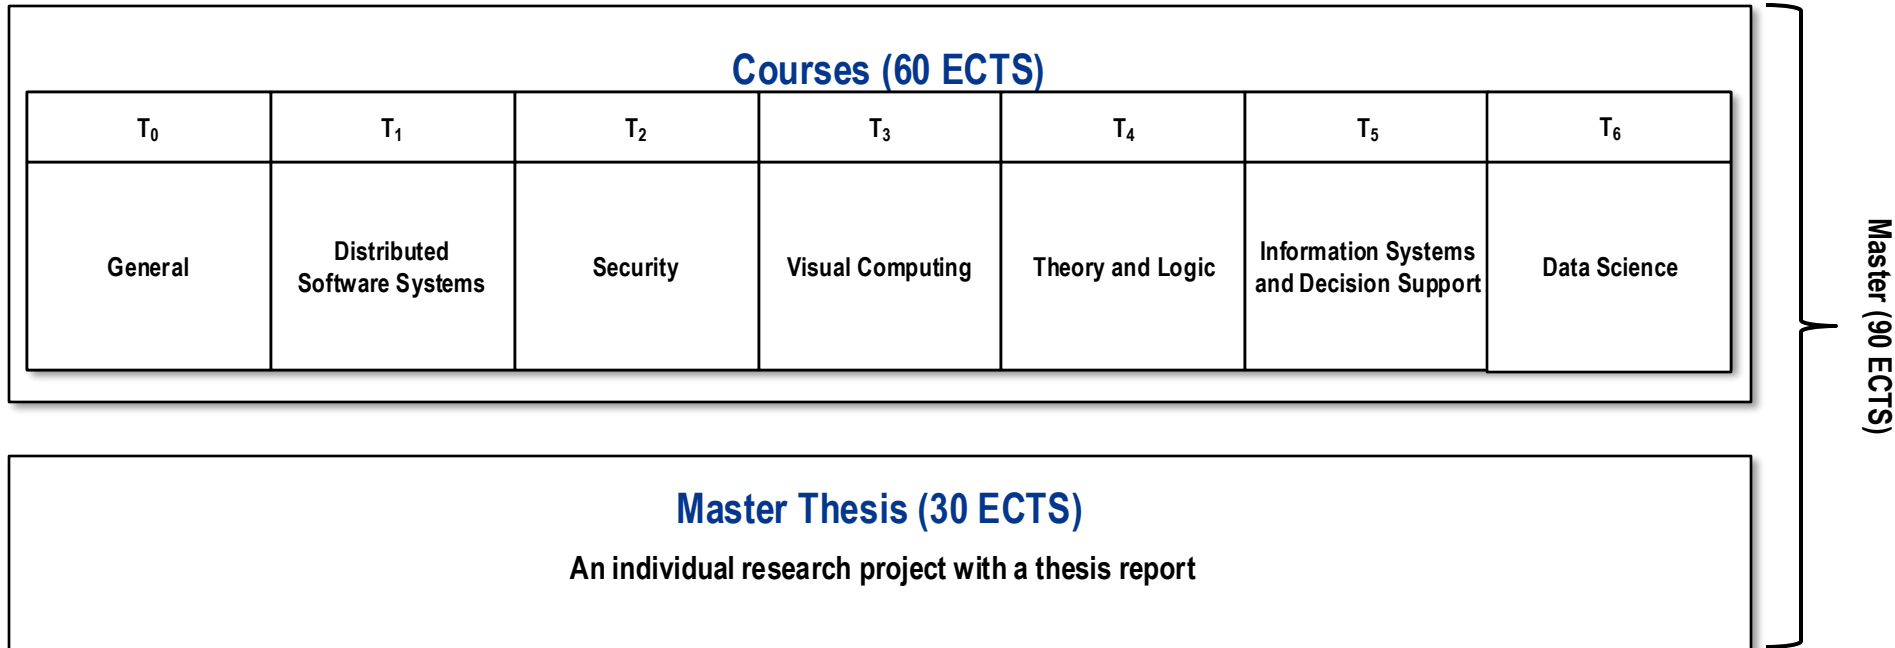 Courses (60 ECTS)
T0
T1
T2
T3
T4
T5
T6
General
Distributed
Software Systems
Security
Visual Computing
Theory and Logic
Information Systems
and Decision Support
Data Science
Master (90 ECTS)
Master Thesis (30 ECTS)
An individual research project with a thesis report